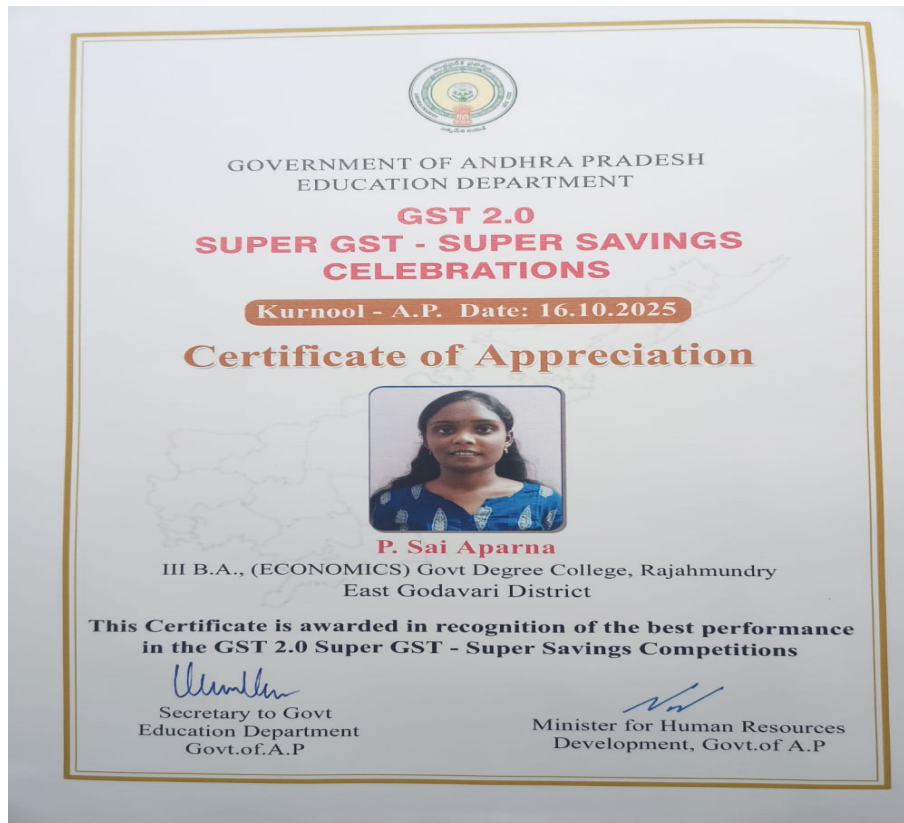 GOVERNMENT OF ANDHRA PRADESH
EDUCATION DEPARTMENT
GST 2.0
SUPER GST - SUPER SAVINGS
CELEBRATIONS
Kurnool - A.P. Date: 16.10.2025
Certificate of Appreciation
P. Sai Aparna
III B.A., (ECONOMICS) Govt Degree College, Rajahmundry
East Godavari District
This Certificate is awarded in recognition of the best performance
in the GST 2.0 Super GST - Super Savings Competitions
Secretary to Govt
Education Department
Govt.of.A.P
Minister for Human Resources
Development, Govt.of A.P